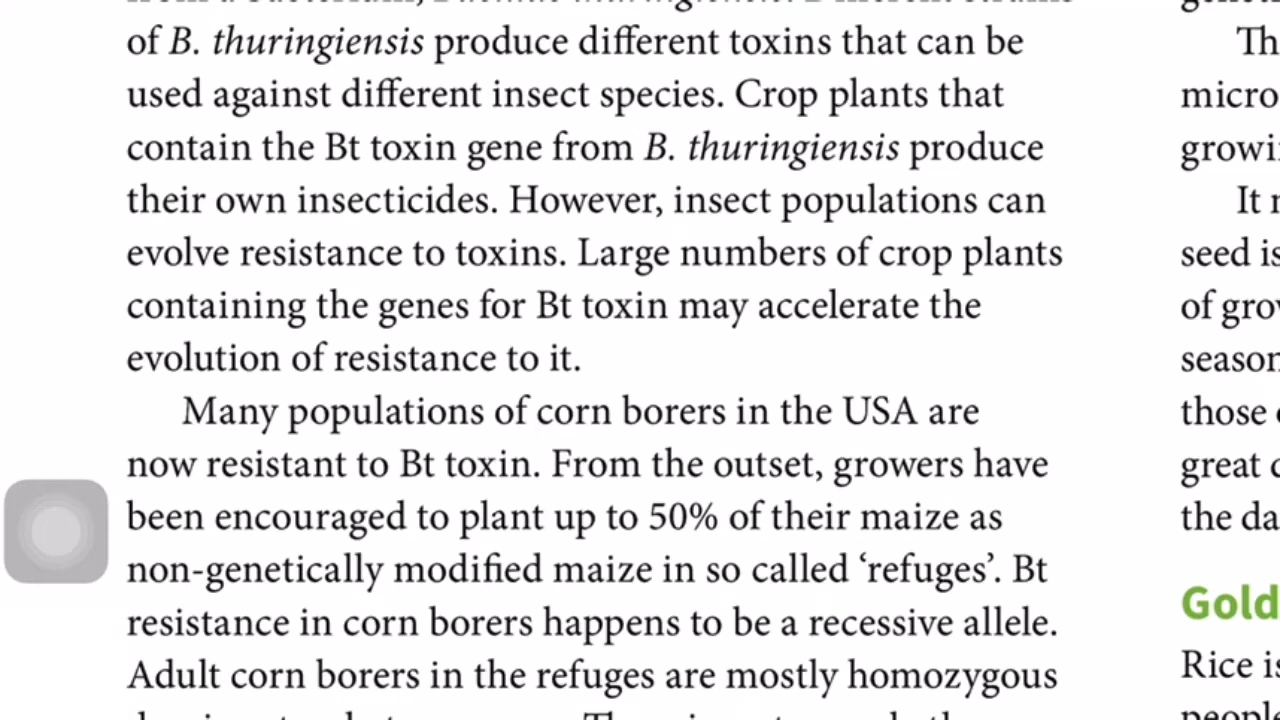 of B. thuringiensis produce different toxins that can be
used against different insect species. Crop plants that
contain the Bt toxin gene from B. thuringiensis produce
their own insecticides. However, insect populations can
evolve resistance to toxins. Large numbers of crop plants
containing the genes for Bt toxin may accelerate the
evolution of resistance to it.
Many populations of corn borers in the USA are
now resistant to Bt toxin. From the outset, growers have
been encouraged to plant up to 50% of their maize as
non-genetically modified maize in so called ‘refuges’. Bt
resistance in corn borers happens to be a recessive allele.
Adult corn borers in the refuges are mostly homozygous
Th
micro
growi
It
seed is
of grow
season
those
great
the da
Gold
Rice is
people